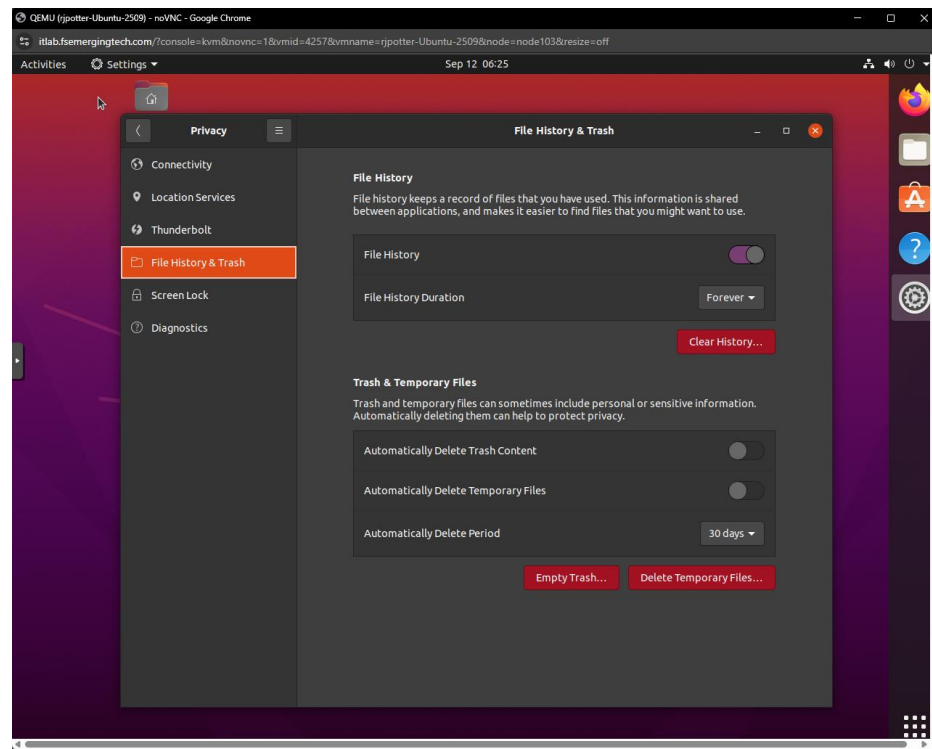 QEMU (rjpotter-Ubuntu-2509) - noVNC - Google Chrome
itlab.fsemergingtech.com/?console=kvm&novnc=1&vmid=4257&vmname=rjpotter-Ubuntu-2509&node=node103&resize=off
Activities Settings Sep 12 06:25
Privacy
File History & Trash
Connectivity
Location Services
Thunderbolt
File History & Trash
Screen Lock
Diagnostics
File History
File history keeps a record of files that you have used. This information is shared
between applications, and makes it easier to find files that you might want to use.
File History
File History Duration Forever
Clear History...
Trash & Temporary Files
Trash and temporary files can sometimes include personal or sensitive information.
Automatically deleting them can help to protect privacy.
Automatically Delete Trash Content
Automatically Delete Temporary Files
Automatically Delete Period 30 days
Empty Trash... Delete Temporary Files...